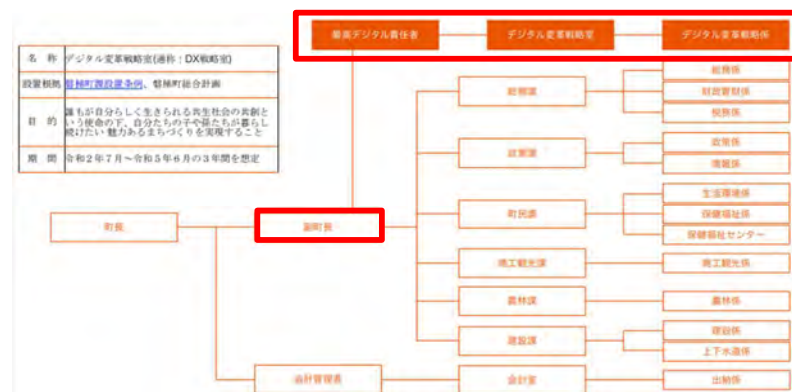 最高デジタル責任者
デジタル変革戦略室
デジタル変革戦略係
名 称 デジタル変革戦略室(通称:DX戦略室)
設置根拠 磐梯町課設置条例、磐梯町総合計画
目 的 誰もが自分らしく生きられる共生社会の共創と
いう使命の下、自分たちの子や孫たちが暮らし
続けたい 魅力あるまちづくりを実現すること
期 間 令和2年7月~令和5年6月の3年間を想定
総務課
総務係
財政管財係
税務係
政策課
政策係
情報係
町民課
生活環境係
保健福祉係
保健福祉センター
町長
副町長
商工観光課
商工観光係
農林課
農林係
建設課
建設係
上下水道係
会計管理者
会計室
出納係